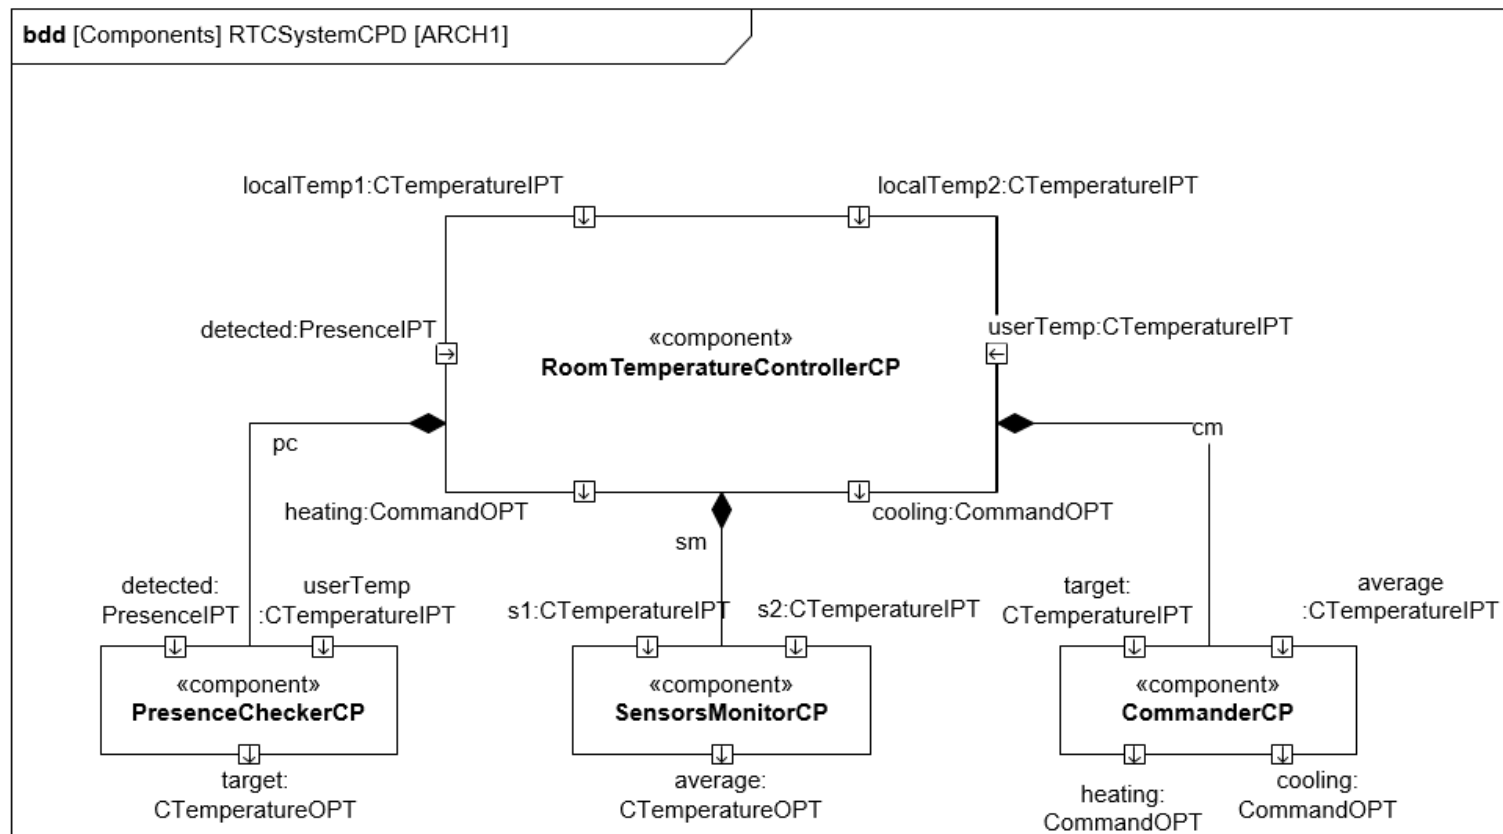 bdd [Components] RTCSystemCPD [ARCH1]
localTemp1:CTemperatureIPT
localTemp2:CTemperatureIPT
detected:PresenceIPT
userTemp:CTemperatureIPT
«component»
RoomTemperatureControllerCP
pc
cm
heating:CommandOPT
cooling:CommandOPT
sm
detected:
PresenceIPT
userTemp
:CTemperatureIPT
s1:CTemperatureIPT
s2:CTemperatureIPT
target:
CTemperatureIPT
average
:CTemperatureIPT
«component»
PresenceCheckerCP
«component»
SensorsMonitorCP
«component»
CommanderCP
target:
CTemperatureOPT
average:
CTemperatureOPT
heating:
CommandOPT
cooling:
CommandOPT